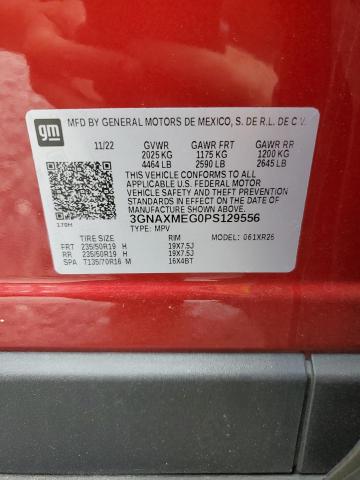 gm
MFD BY GENERAL MOTORS DE MEXICO, S. DE R.L. DE C.V.
11/22 GVWR GAWR FRT GAWR RR
2025 KG 1175 KG 1200 KG
4464 LB 2590 LB 2645 LB
THIS VEHICLE CONFORMS TO ALL
APPLICABLE U.S. FEDERAL MOTOR
VEHICLE SAFETY AND THEFT
PREVENTION STANDARDS IN EFFECT ON
THE DATE OF MANUFACTURE SHOWN ABOVE.
3GNAXMEG0PS129556
TYPE: MPV
MODEL: 061XR26
TIRE SIZE RIM
FRT 235/50R19 H 19X7.5J
RR 235/50R19 H 19X7.5J
SPA T135/70R16 M 16X4BT